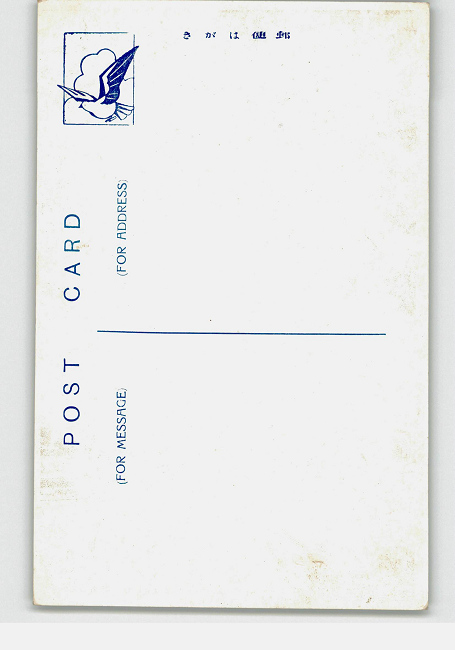 郵便はがき
POST CARD
(FOR ADDRESS)
(FOR MESSAGE)